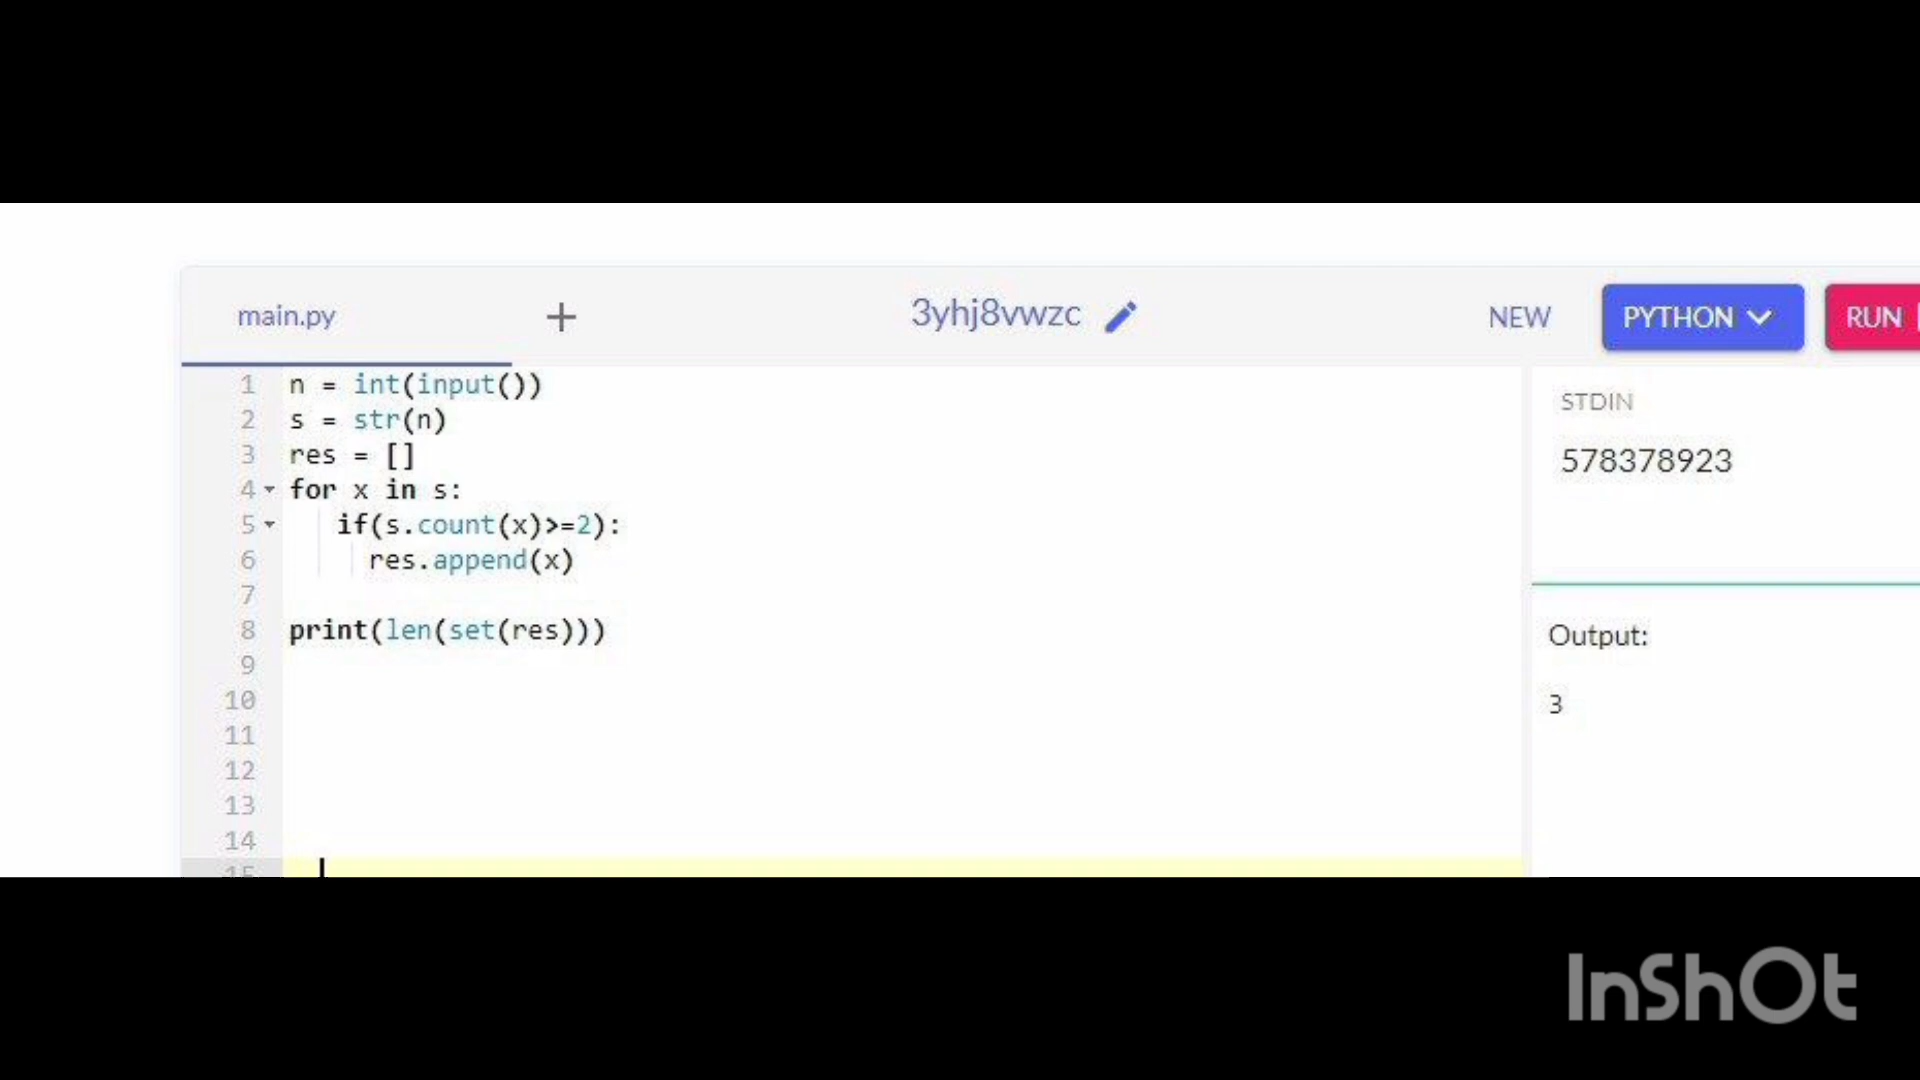 main.py
+
3yhj8vwzc
NEW
PYTHON
RUN
1 n = int(input())
2 s = str(n)
3 res = []
4 for x in s:
5 if(s.count(x)>=2):
6 res.append(x)
7
8 print(len(set(res)))
9
10
11
12
13
14
15
STDIN
578378923
Output:
3
InShOt